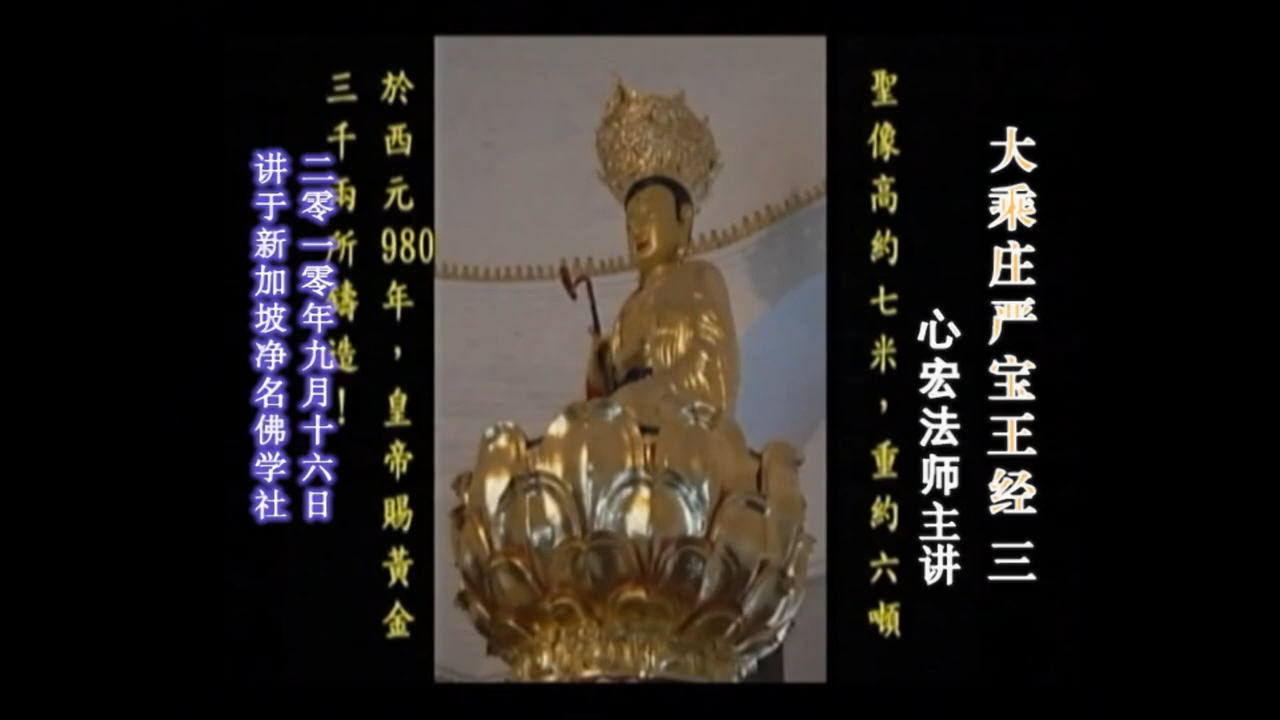 大乘庄严宝王经 三
心宏法师主讲
聖像高約七米，重約六噸
於西元980年，皇帝賜黃金
三千兩所鑄造！
二零一零年九月十六日
讲于新加坡净名佛学社